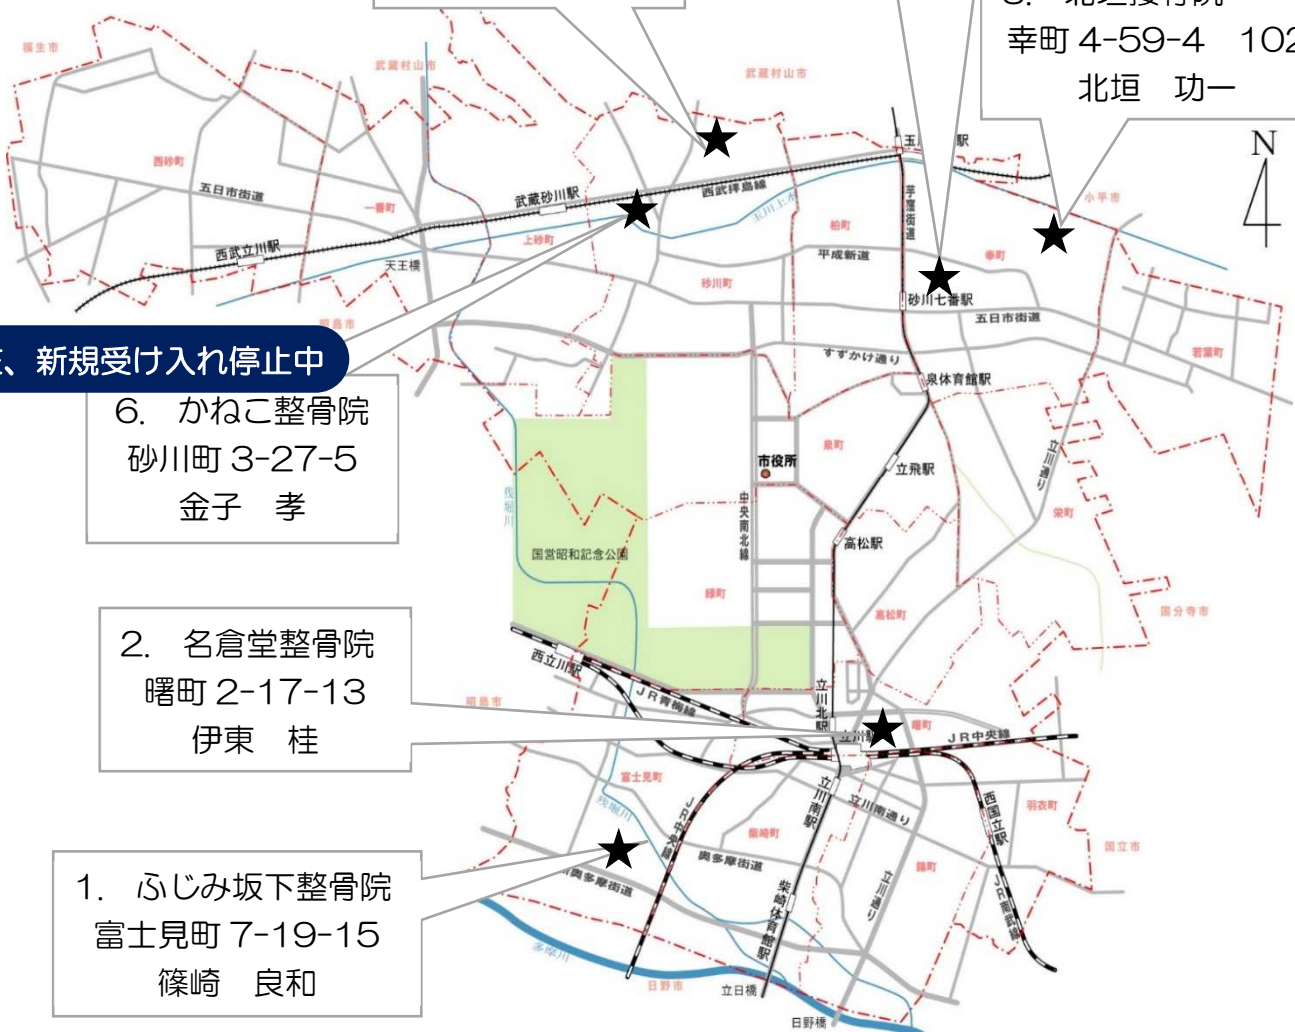 北垣接骨院
幸町 4-59-4 102
北垣 功一
N
福生市
武蔵村山市
武蔵村山市
西砂町
五日市街道
一番町
武蔵砂川駅
西武拝島線
玉川上水
芋窪街道
柏町
小平市
西武立川駅
上砂町
天王橋
平成新道
幸町
砂川町
砂川七番駅
五日市街道
昭島市
若葉町
、新規受け入れ停止中
すずかけ通り
泉体育館駅
6. かねこ整骨院
砂川町 3-27-5
金子 孝
泉町
市役所
立飛駅
立川通り
残堀川
中央南北線
栄町
国営昭和記念公園
高松駅
緑町
高松町
国分寺市
2. 名倉堂整骨院
曙町 2-17-13
伊東 桂
西立川駅
JR青梅線
立川北駅
昭島市
曙町
立川駅
JR中央線
富士見町
残堀川
JR中央線
立川南駅
立川南通り
西国立駅
羽衣町
柴崎町
国立市
奥多摩街道
錦町
新奥多摩街道
立川通り
柴崎体育館駅
JR南武線
1. ふじみ坂下整骨院
富士見町 7-19-15
篠崎 良和
多摩川
日野市
立日橋
日野橋